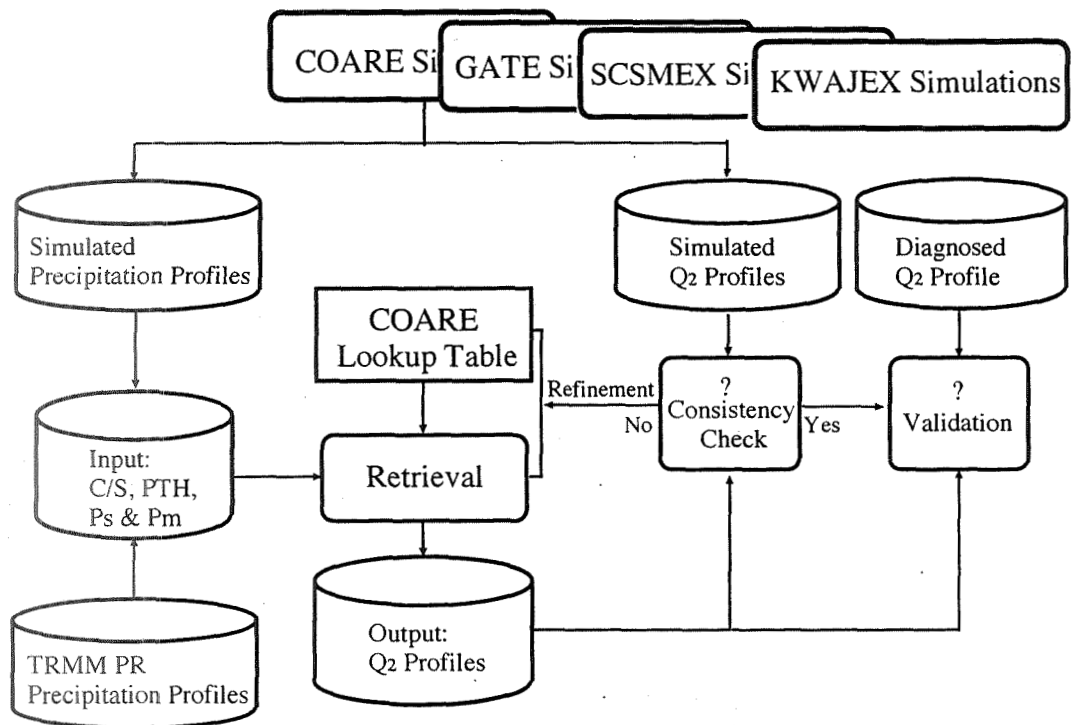 COARE Si
GATE Si
SCSMEX Si
KWAJEX Simulations
Simulated
Precipitation Profiles
Simulated
Q2 Profiles
Diagnosed
Q2 Profile
COARE
Lookup Table
Refinement
No
?
Consistency
Check
Yes
?
Validation
Input:
C/S, PTH,
Ps & Pm
Retrieval
Output:
Q2 Profiles
TRMM PR
Precipitation Profiles